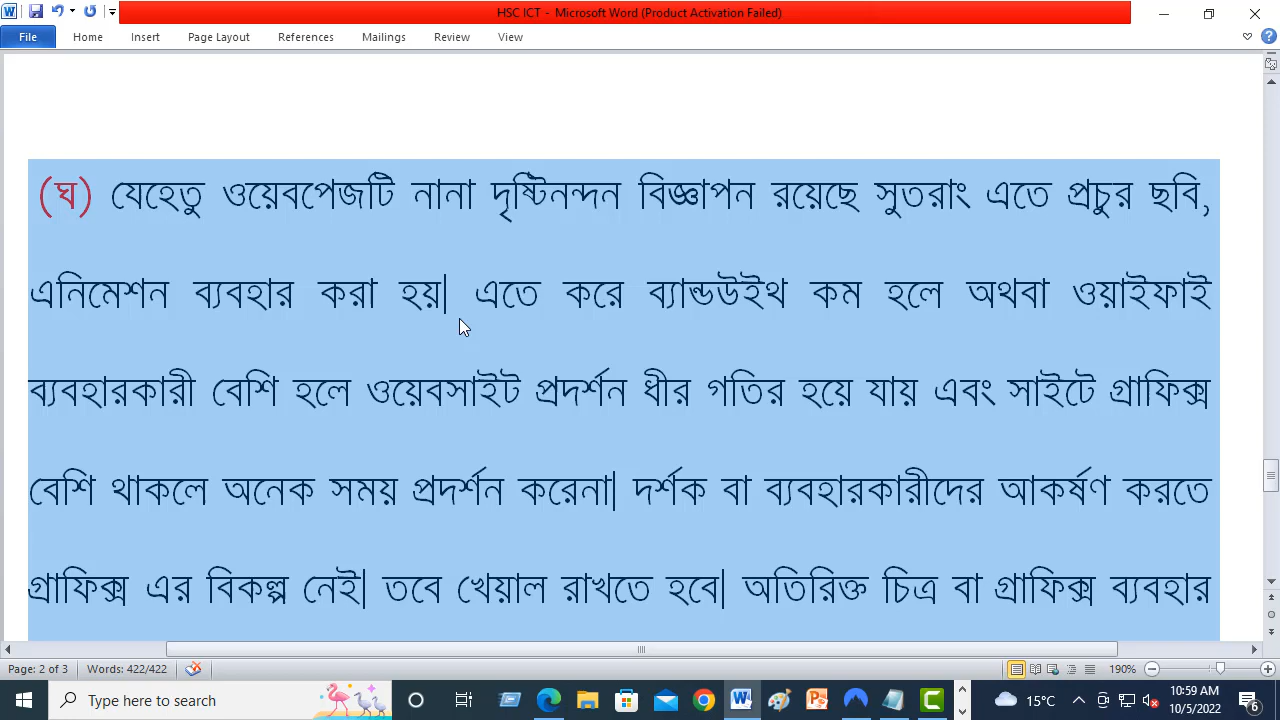 HSC ICT - Microsoft Word (Product Activation Failed)
File Home Insert Page Layout References Mailings Review View
(ঘ) যেহেতু ওয়েবপেজটি নানা দৃষ্টিনন্দন বিজ্ঞাপন রয়েছে সুতরাং এতে প্রচুর ছবি,
এনিমেশন ব্যবহার করা হয়| এতে করে ব্যান্ডউইথ কম হলে অথবা ওয়াইফাই
ব্যবহারকারী বেশি হলে ওয়েবসাইট প্রদর্শন ধীর গতির হয়ে যায় এবং সাইটে গ্রাফিক্স
বেশি থাকলে অনেক সময় প্রদর্শন করেনা| দর্শক বা ব্যবহারকারীদের আকর্ষণ করতে
গ্রাফিক্স এর বিকল্প নেই| তবে খেয়াল রাখতে হবে| অতিরিক্ত চিত্র বা গ্রাফিক্স ব্যবহার
Page: 2 of 3 Words: 422/422 190%
Type here to search 15°C 10:59 AM
10/5/2022 6